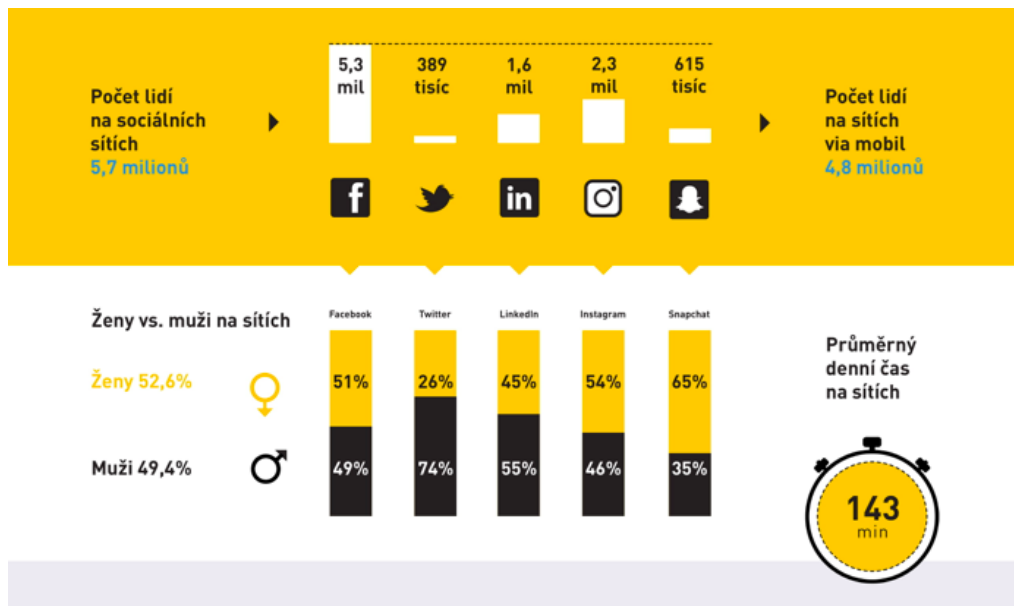 Počet lidí
na sociálních
sítích
5,7 milionů
5,3
mil
389
tisíc
1,6
mil
2,3
mil
615
tisíc
Počet lidí
na sítích
via mobil
4,8 milionů
Ženy vs. muži na sítích
Ženy 52,6%
Muži 49,4%
Facebook
Twitter
LinkedIn
Instagram
Snapchat
51%
26%
45%
54%
65%
49%
74%
55%
46%
35%
Průměrný
denní čas
na sítích
143
min